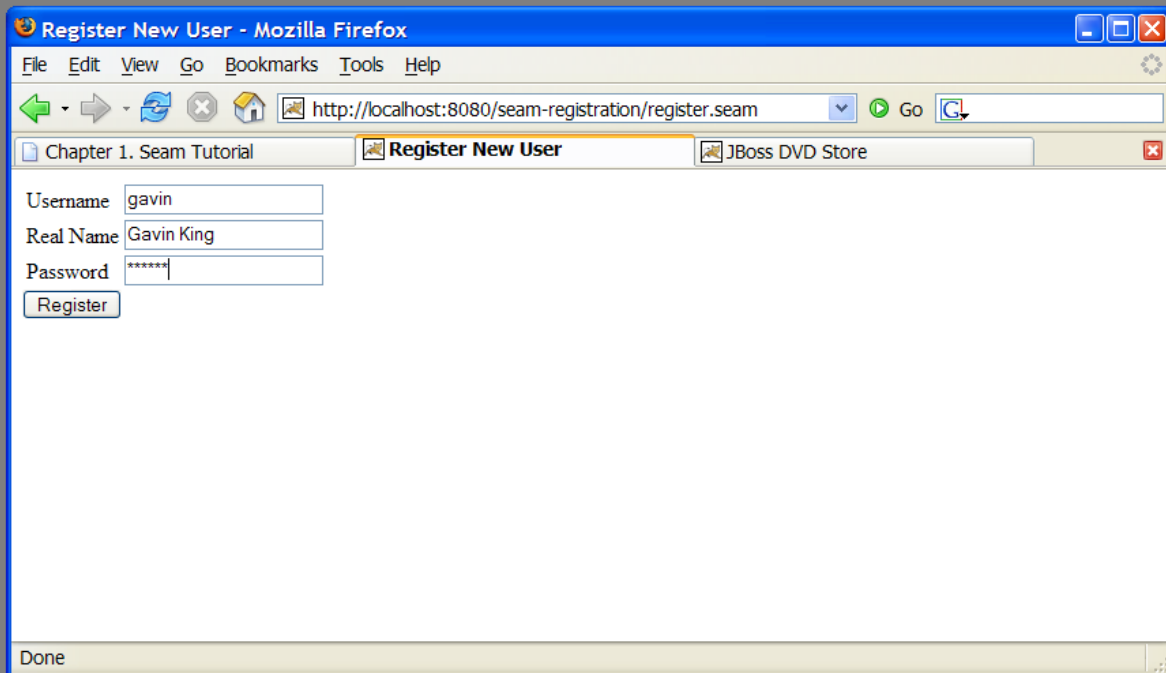 Register New User - Mozilla Firefox
File Edit View Go Bookmarks Tools Help
http://localhost:8080/seam-registration/register.seam Go G
Chapter 1. Seam Tutorial Register New User JBoss DVD Store
Username gavin
Real Name Gavin King
Password ******
Register
Done